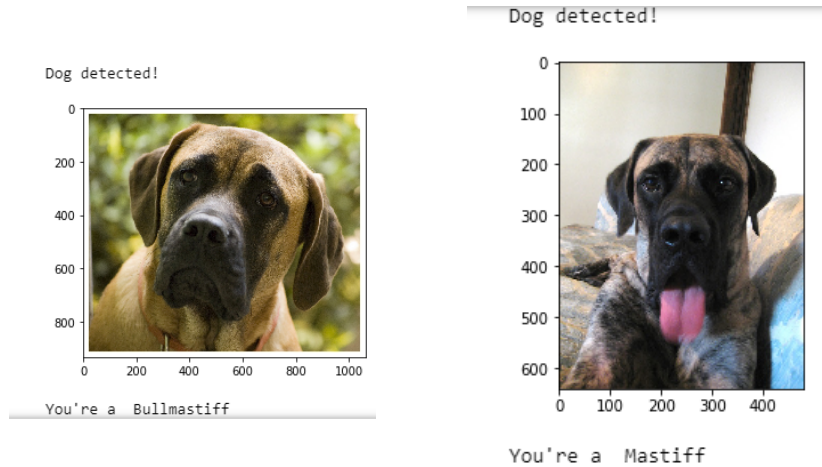 Dog detected!
0
200
400
600
800
0 200 400 600 800 1000
You're a  Bullmastiff
Dog detected!
0
100
200
300
400
500
600
0 100 200 300 400
You're a  Mastiff